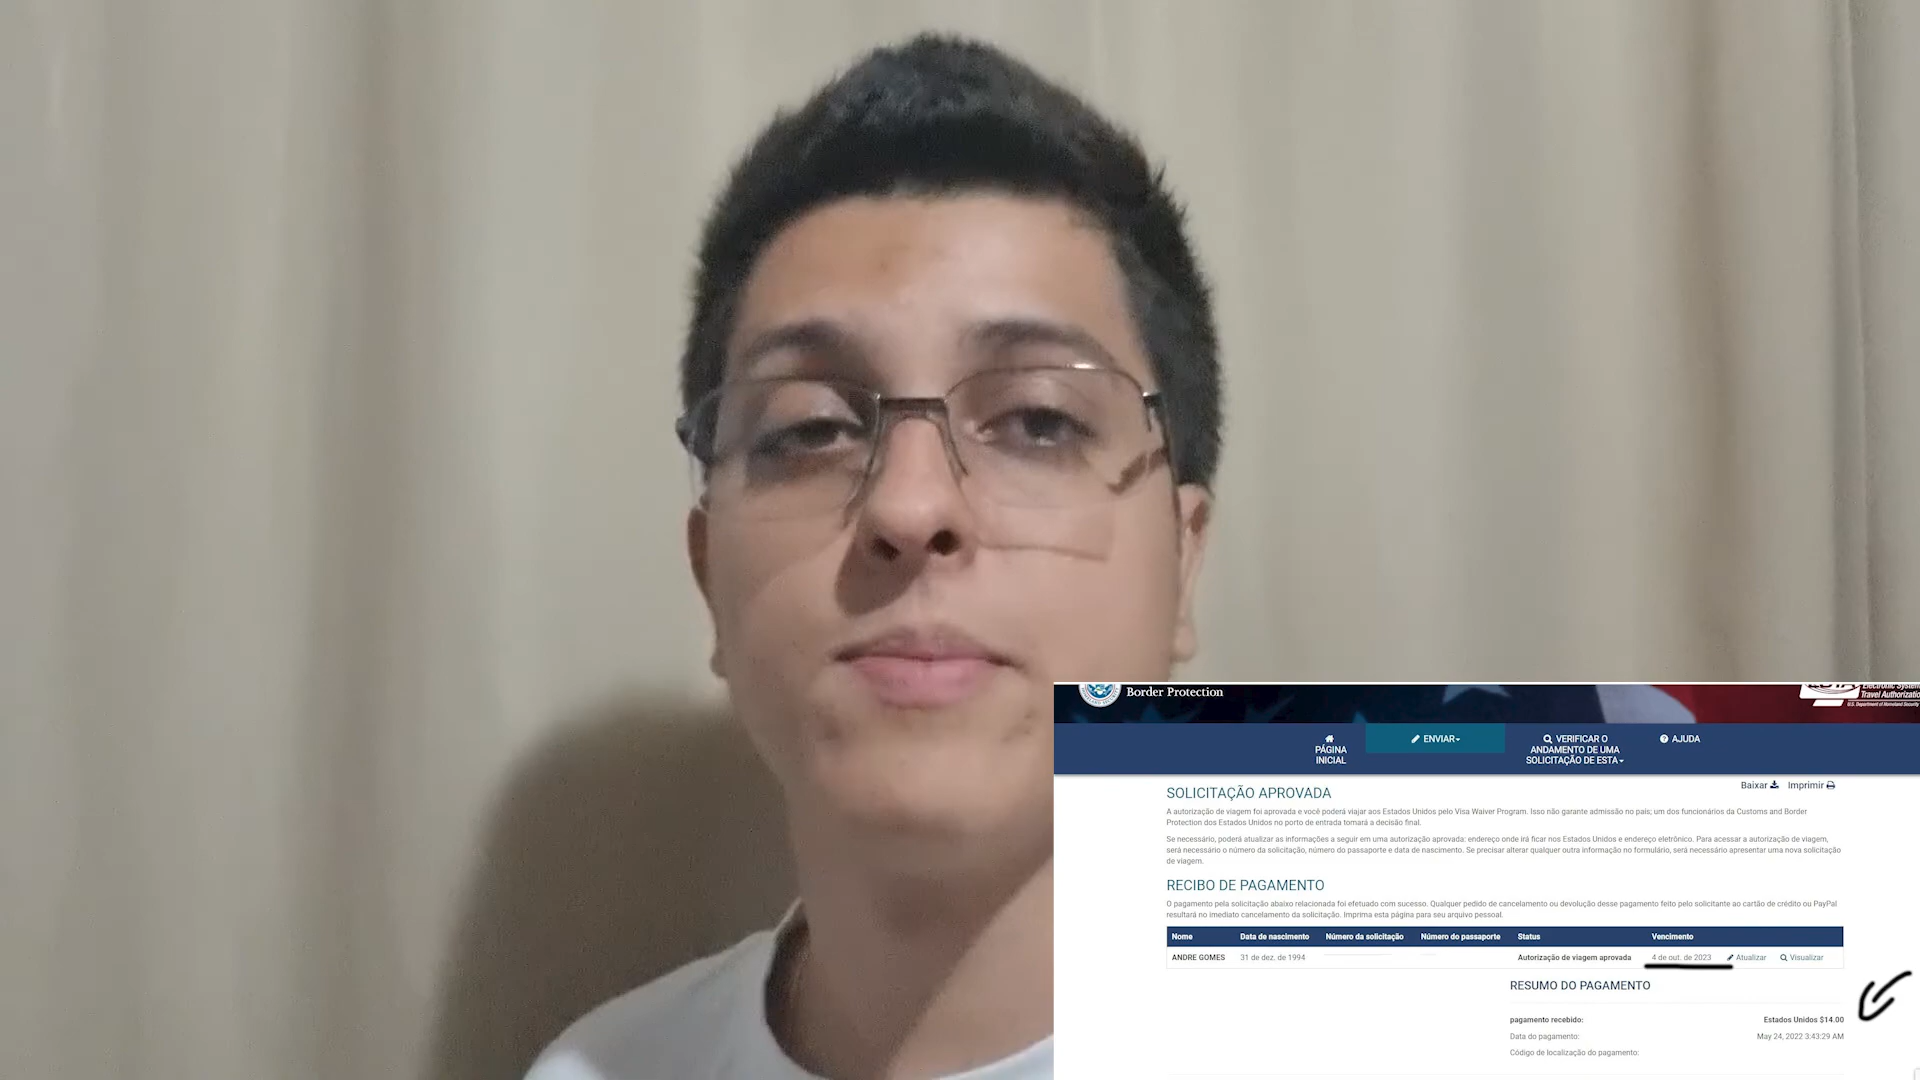 Border Protection
Electronic System
Travel Authorizatio
U.S. Department of Homeland Security
PÁGINA
INICIAL
ENVIAR
VERIFICAR O
ANDAMENTO DE UMA
SOLICITAÇÃO DE ESTA
AJUDA
Baixar Imprimir
SOLICITAÇÃO APROVADA
A autorização de viagem foi aprovada e você poderá viajar aos Estados Unidos pelo Visa Waiver Program. Isso não garante admissão no país; um dos funcionários da Customs and Border
Protection dos Estados Unidos no porto de entrada tomará a decisão final.
Se necessário, poderá atualizar as informações a seguir em uma autorização aprovada: endereço onde irá ficar nos Estados Unidos e endereço eletrônico. Para acessar a autorização de viagem,
será necessário o número da solicitação, número do passaporte e data de nascimento. Se precisar alterar qualquer outra informação no formulário, será necessário apresentar uma nova solicitação
de viagem.
RECIBO DE PAGAMENTO
O pagamento pela solicitação abaixo relacionada foi efetuado com sucesso. Qualquer pedido de cancelamento ou devolução desse pagamento feito pelo solicitante ao cartão de crédito ou PayPal
resultará no imediato cancelamento da solicitação. Imprima esta página para seu arquivo pessoal.
Nome Data de nascimento Número da solicitação Número do passaporte Status Vencimento
ANDRE GOMES 31 de dez. de 1994 Autorização de viagem aprovada 4 de out. de 2023 Atualizar Visualizar
RESUMO DO PAGAMENTO
pagamento recebido: Estados Unidos $14.00
Data do pagamento: May 24, 2022 3:43:29 AM
Código de localização do pagamento: